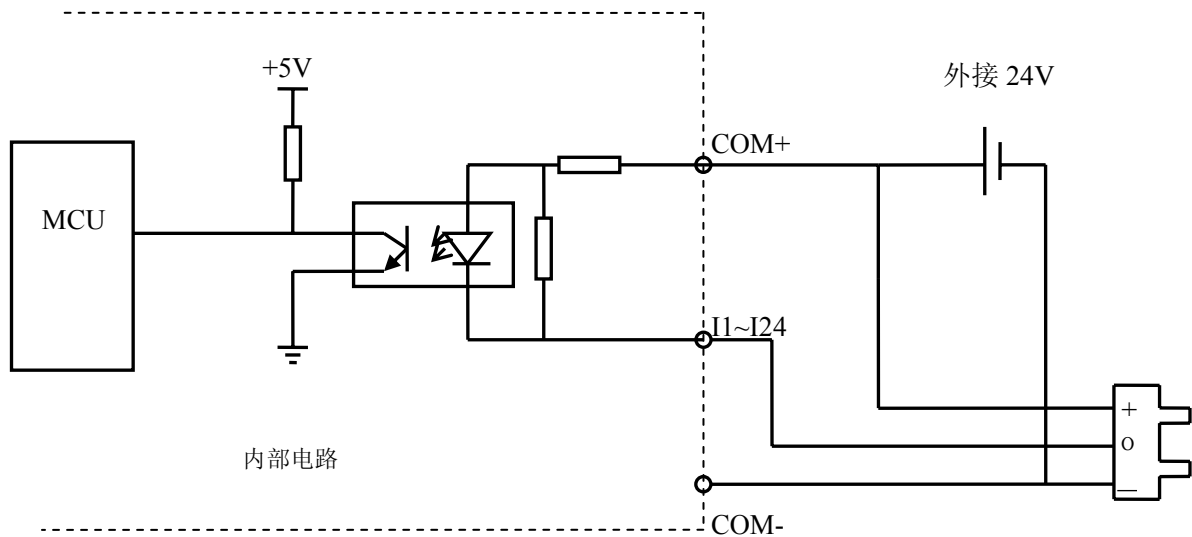 +5V
外接 24V
COM+
MCU
I1~I24
+
O
—
内部电路
COM-